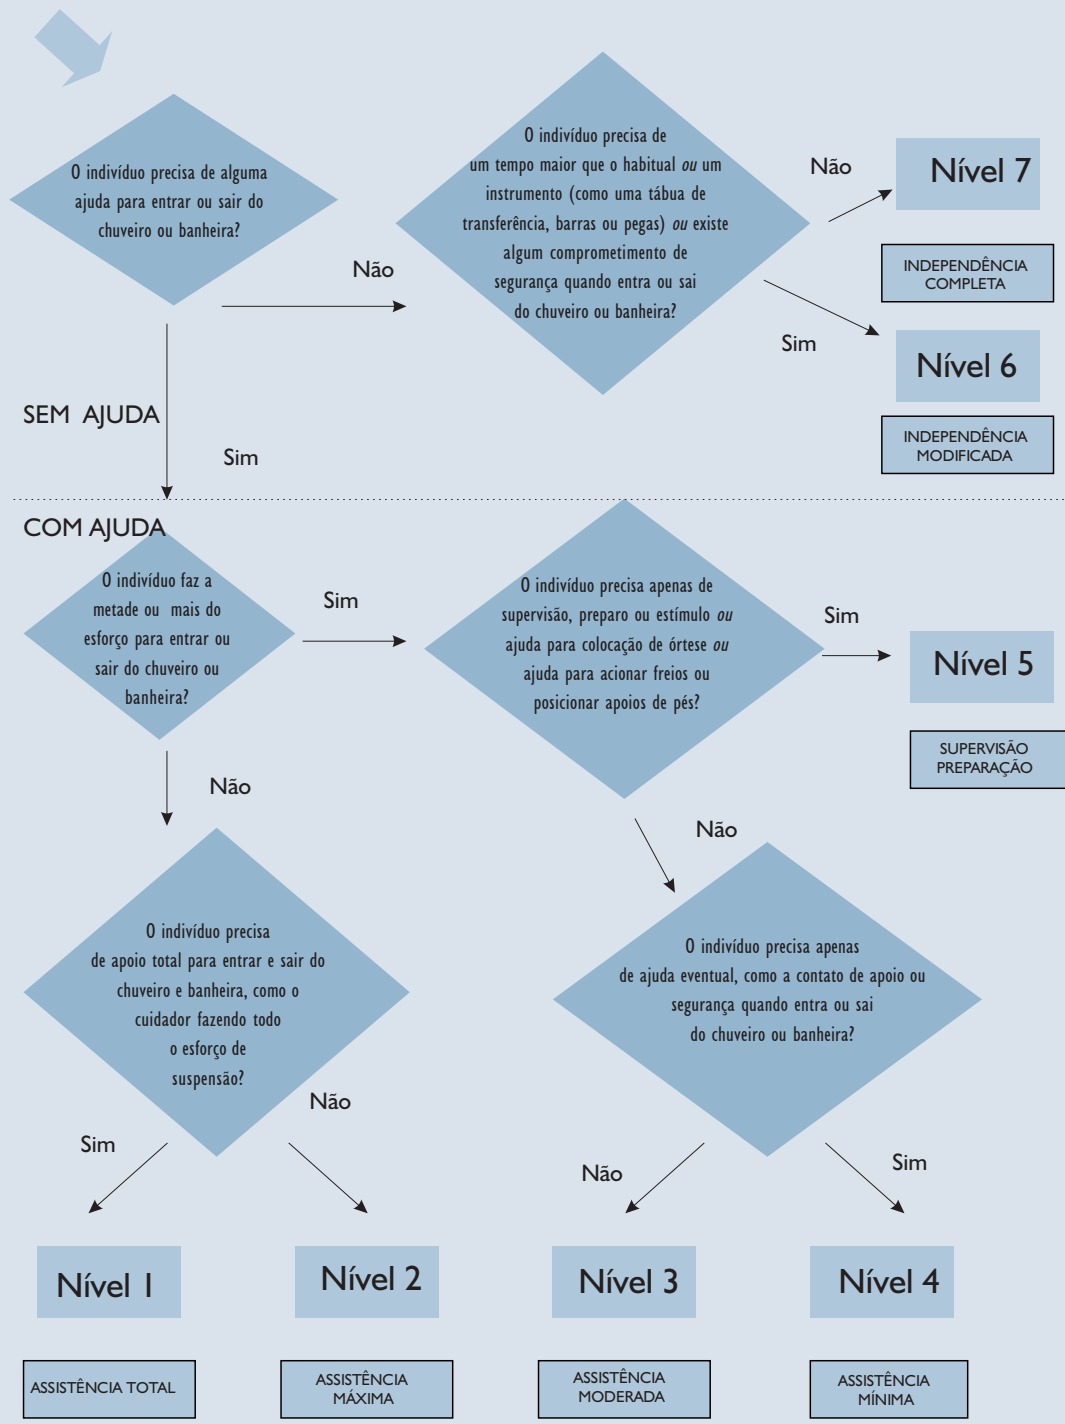 O indivíduo precisa de alguma
ajuda para entrar ou sair do
chuveiro ou banheira?
Não
O indivíduo precisa de
um tempo maior que o habitual ou um
instrumento (como uma tábua de
transferência, barras ou pegas) ou existe
algum comprometimento de
segurança quando entra ou sai
do chuveiro ou banheira?
Não
Nível 7
INDEPENDÊNCIA
COMPLETA
Sim
Nível 6
INDEPENDÊNCIA
MODIFICADA
SEM AJUDA
Sim
COM AJUDA
O indivíduo faz a
metade ou mais do
esforço para entrar ou
sair do chuveiro ou
banheira?
Sim
O indivíduo precisa apenas de
supervisão, preparo ou estímulo ou
ajuda para colocação de órtese ou
ajuda para acionar freios ou
posicionar apoios de pés?
Sim
Nível 5
SUPERVISÃO
PREPARAÇÃO
Não
Não
O indivíduo precisa
de apoio total para entrar e sair do
chuveiro e banheira, como o
cuidador fazendo todo
o esforço de
suspensão?
O indivíduo precisa apenas
de ajuda eventual, como a contato de apoio ou
segurança quando entra ou sai
do chuveiro ou banheira?
Sim
Não
Não
Sim
Nível 1
Nível 2
Nível 3
Nível 4
ASSISTÊNCIA TOTAL
ASSISTÊNCIA
MÁXIMA
ASSISTÊNCIA
MODERADA
ASSISTÊNCIA
MÍNIMA